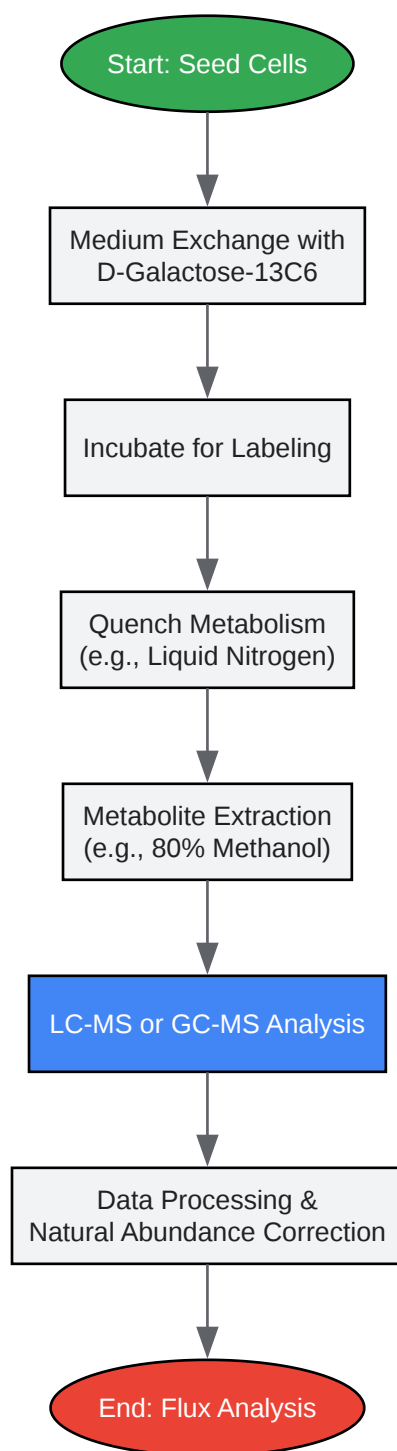 Start: Seed Cells
Medium Exchange with
D-Galactose-13C6
Incubate for Labeling
Quench Metabolism
(e.g., Liquid Nitrogen)
Metabolite Extraction
(e.g., 80% Methanol)
LC-MS or GC-MS Analysis
Data Processing &
Natural Abundance Correction
End: Flux Analysis